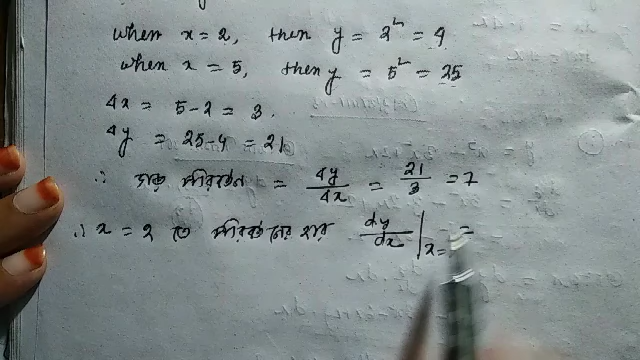 when x = 2, then y = 2² = 4
when x = 5, then y = 5² = 25
Δx = 5-2 = 3.
Δy = 25-4 = 21
∴ পরিবর্তন = Δy/Δx = 21/3 = 7
∴ x = 2 তে পরিবর্তনের হার dy/dx | x= =